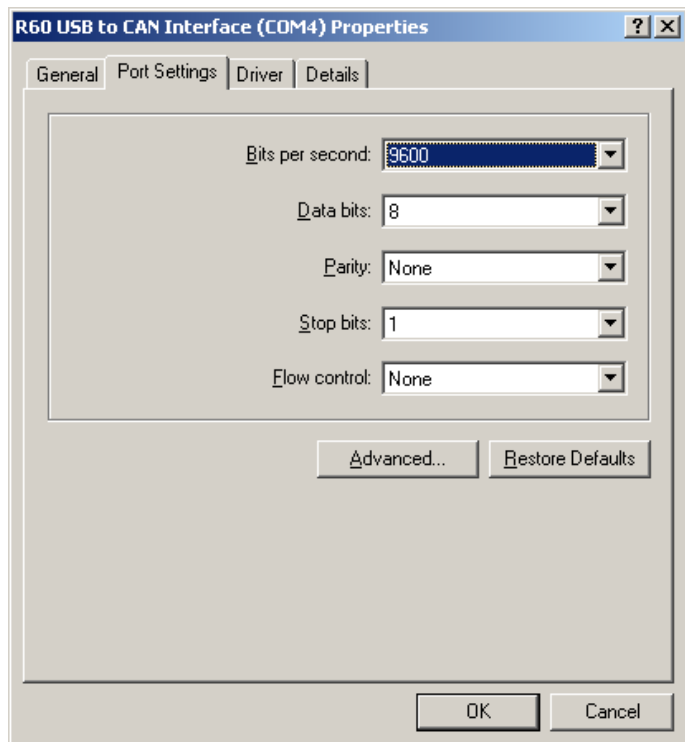 R60 USB to CAN Interface (COM4) Properties ? X
General Port Settings Driver Details
Bits per second: 9600
Data bits: 8
Parity: None
Stop bits: 1
Flow control: None
Advanced... Restore Defaults
OK Cancel